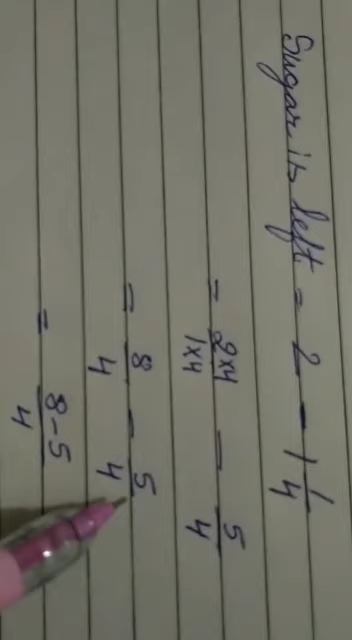 Sugar is left = 2 - 1 1/4
= 2×4/1×4 - 5/4
= 8/4 - 5/4
= 8-5/4